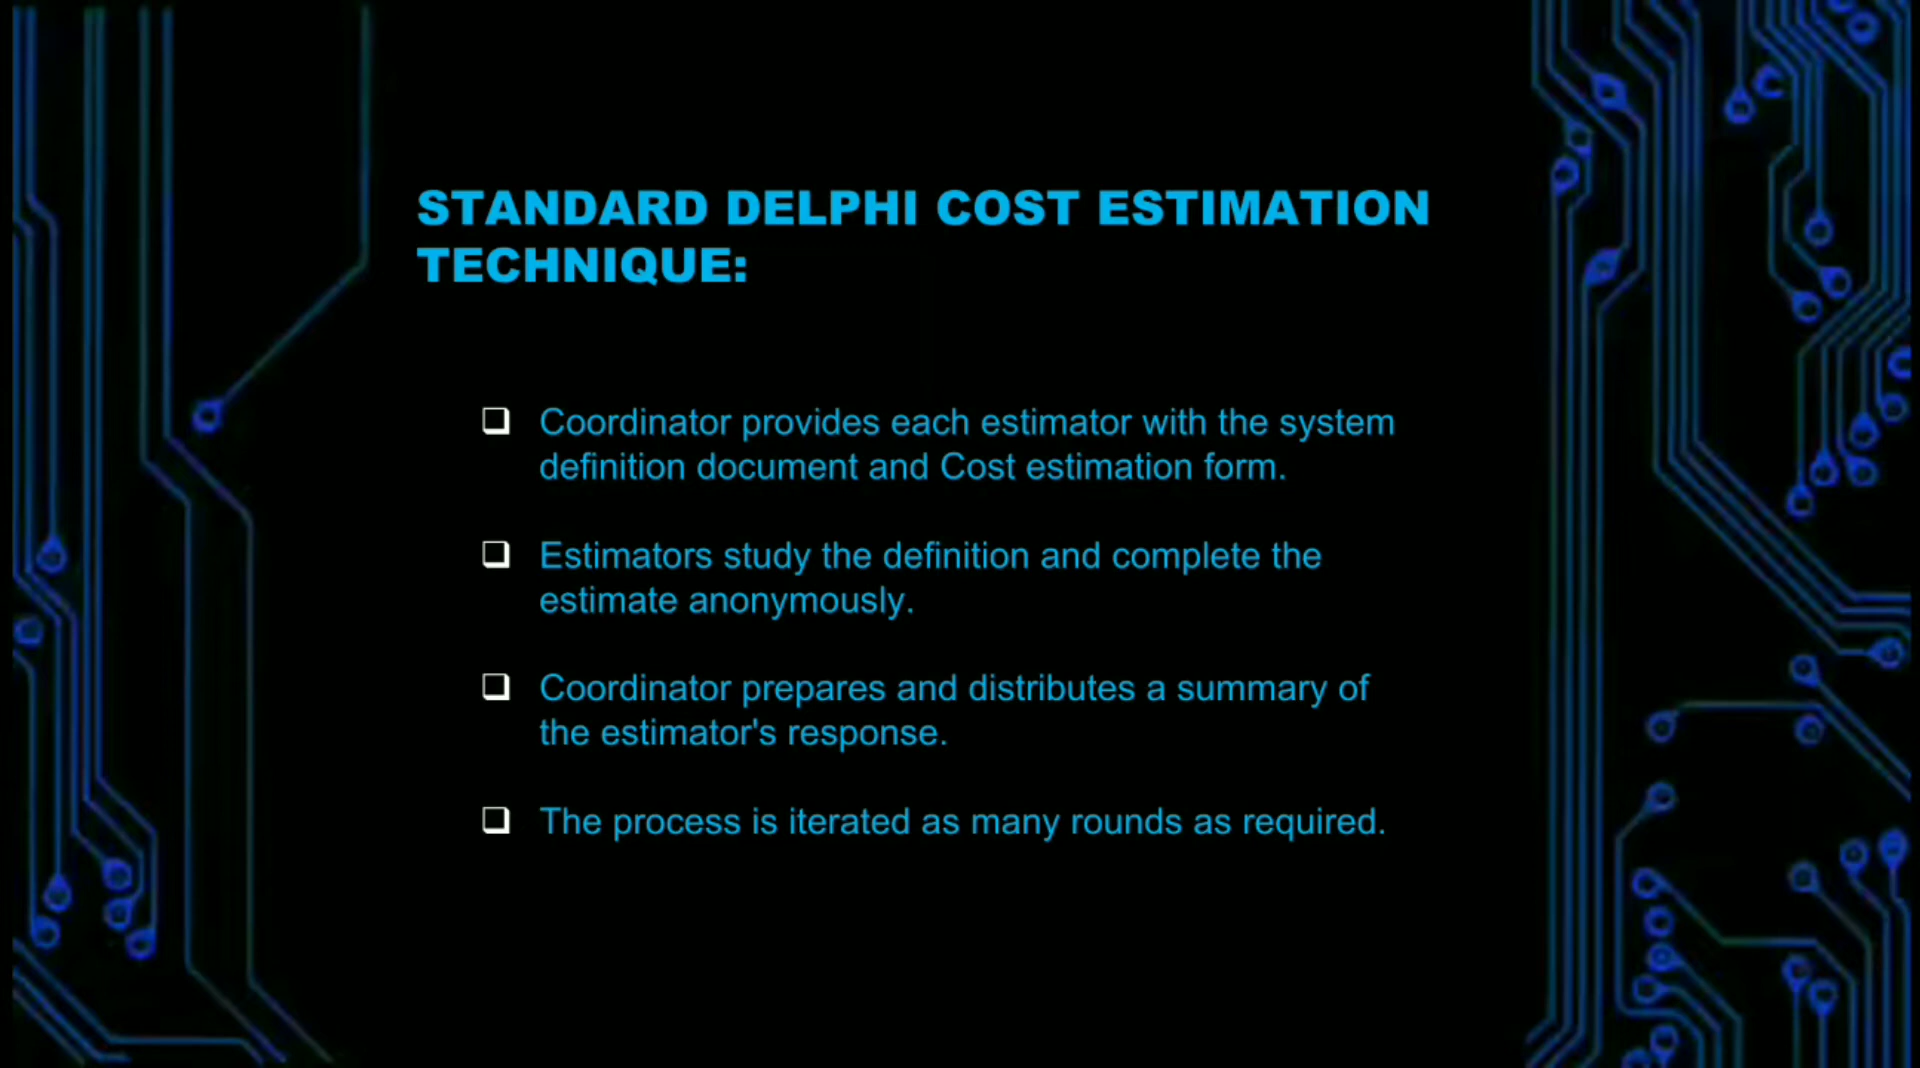 STANDARD DELPHI COST ESTIMATION
TECHNIQUE:
❑ Coordinator provides each estimator with the system
definition document and Cost estimation form.
❑ Estimators study the definition and complete the
estimate anonymously.
❑ Coordinator prepares and distributes a summary of
the estimator's response.
❑ The process is iterated as many rounds as required.